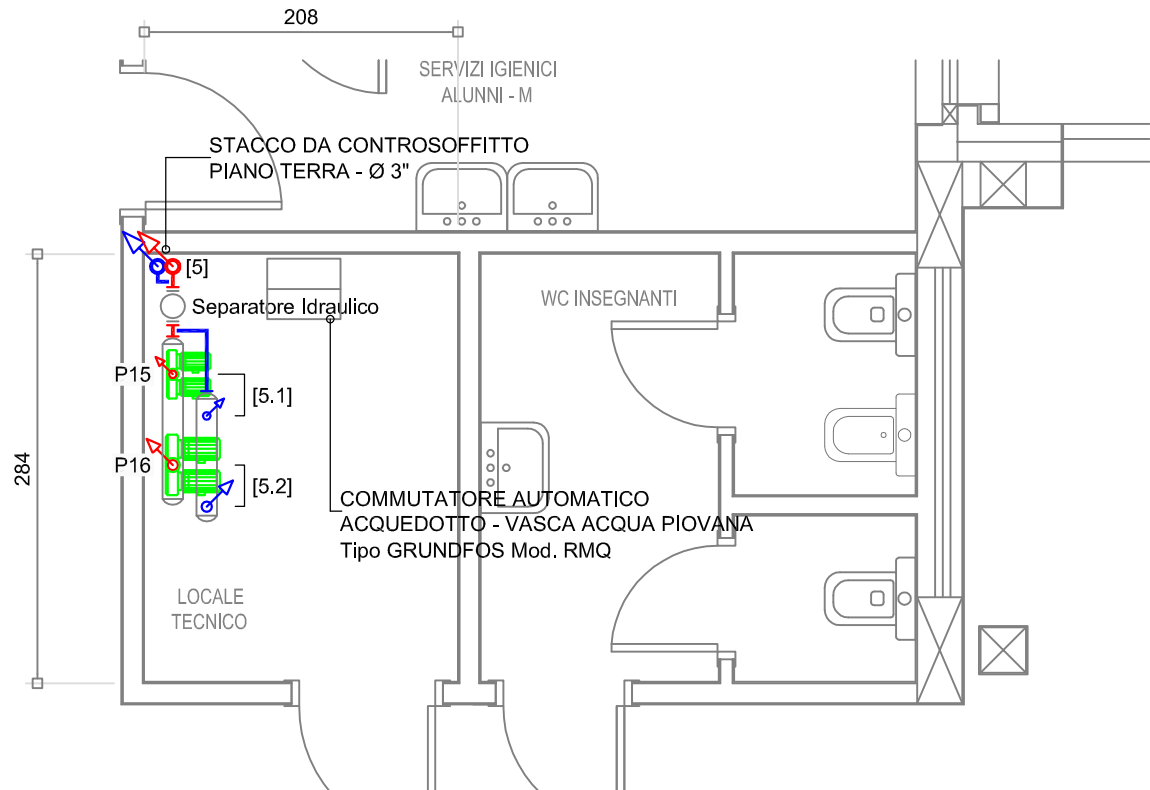 208
SERVIZI IGIENICI
ALUNNI - M
STACCO DA CONTROSOFFITTO
PIANO TERRA - Ø 3"
[5]
Separatore Idraulico
WC INSEGNANTI
P15
[5.1]
P16
[5.2]
284
COMMUTATORE AUTOMATICO
ACQUEDOTTO - VASCA ACQUA PIOVANA
Tipo GRUNDFOS Mod. RMQ
LOCALE
TECNICO